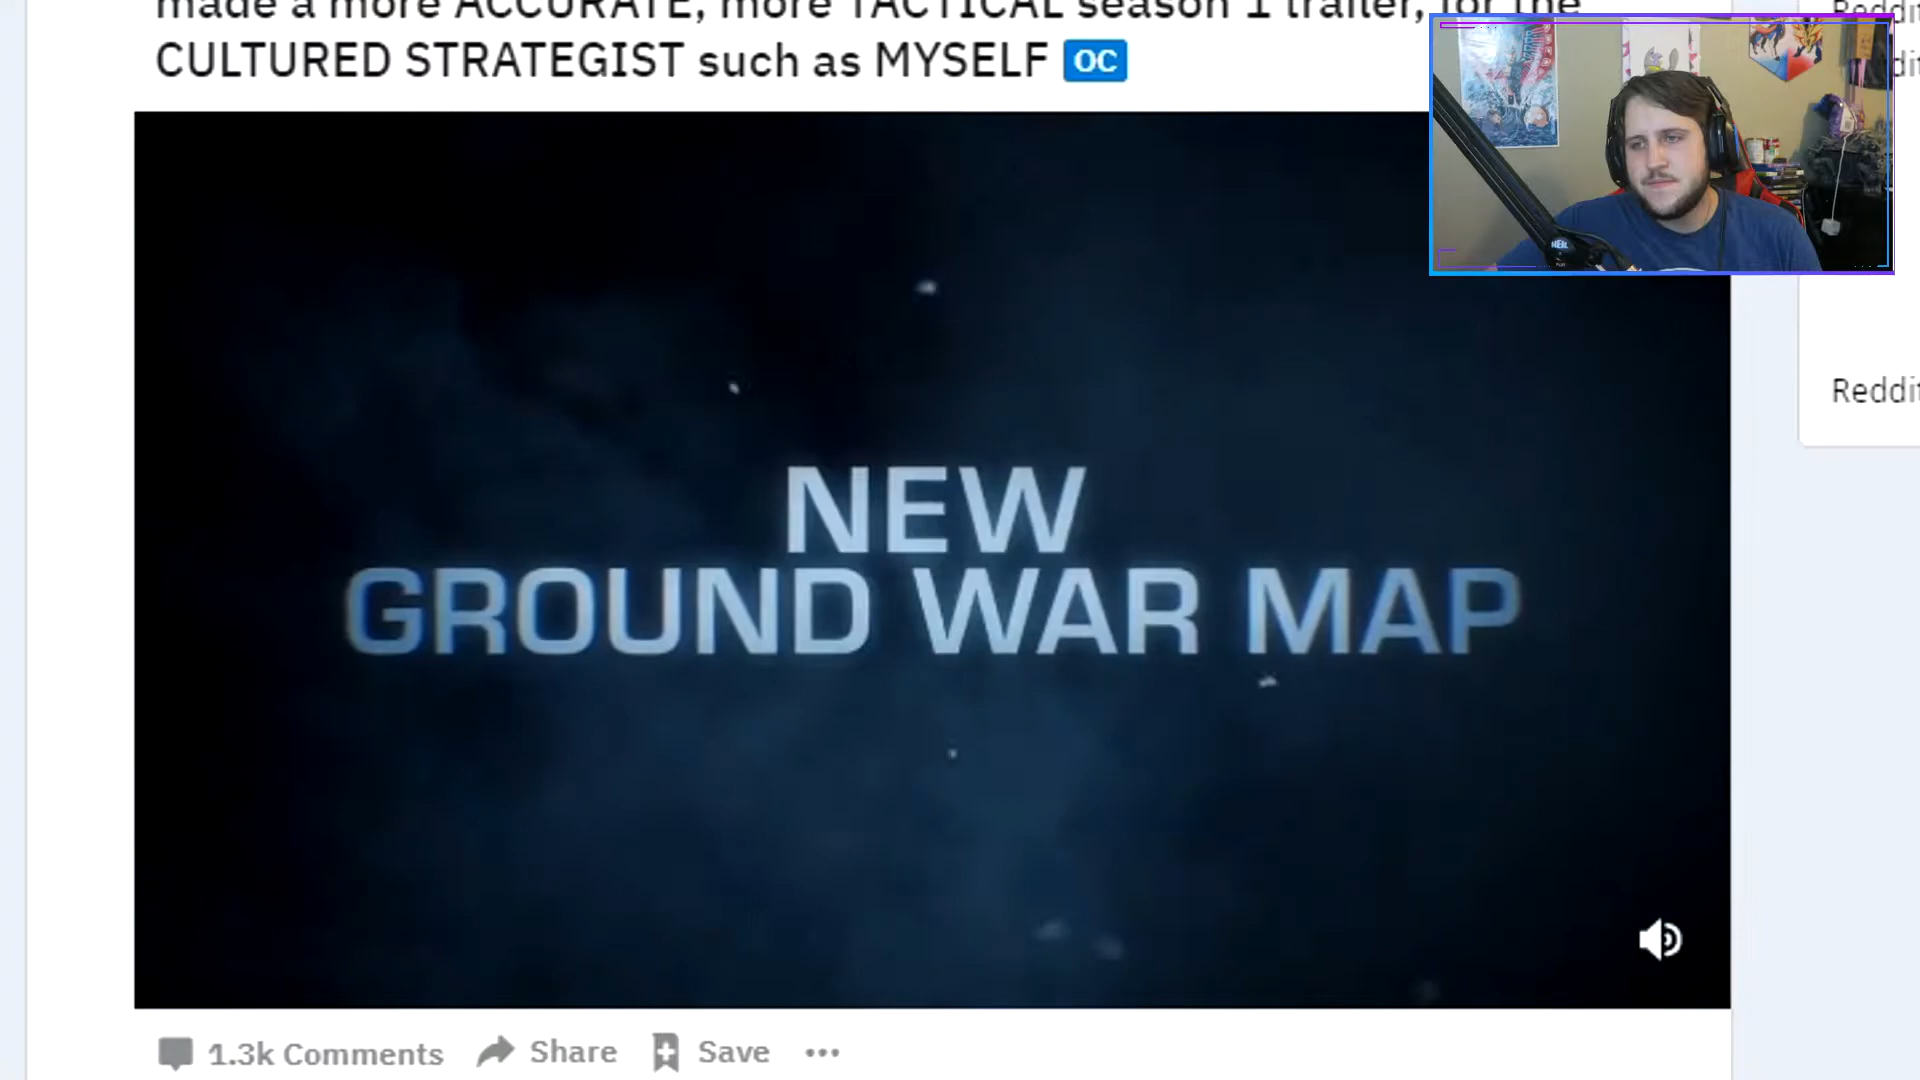 made a more ACCURATE, more TACTICAL season 1 trailer, for the
CULTURED STRATEGIST such as MYSELF OC
NEW
GROUND WAR MAP
1.3k Comments Share Save